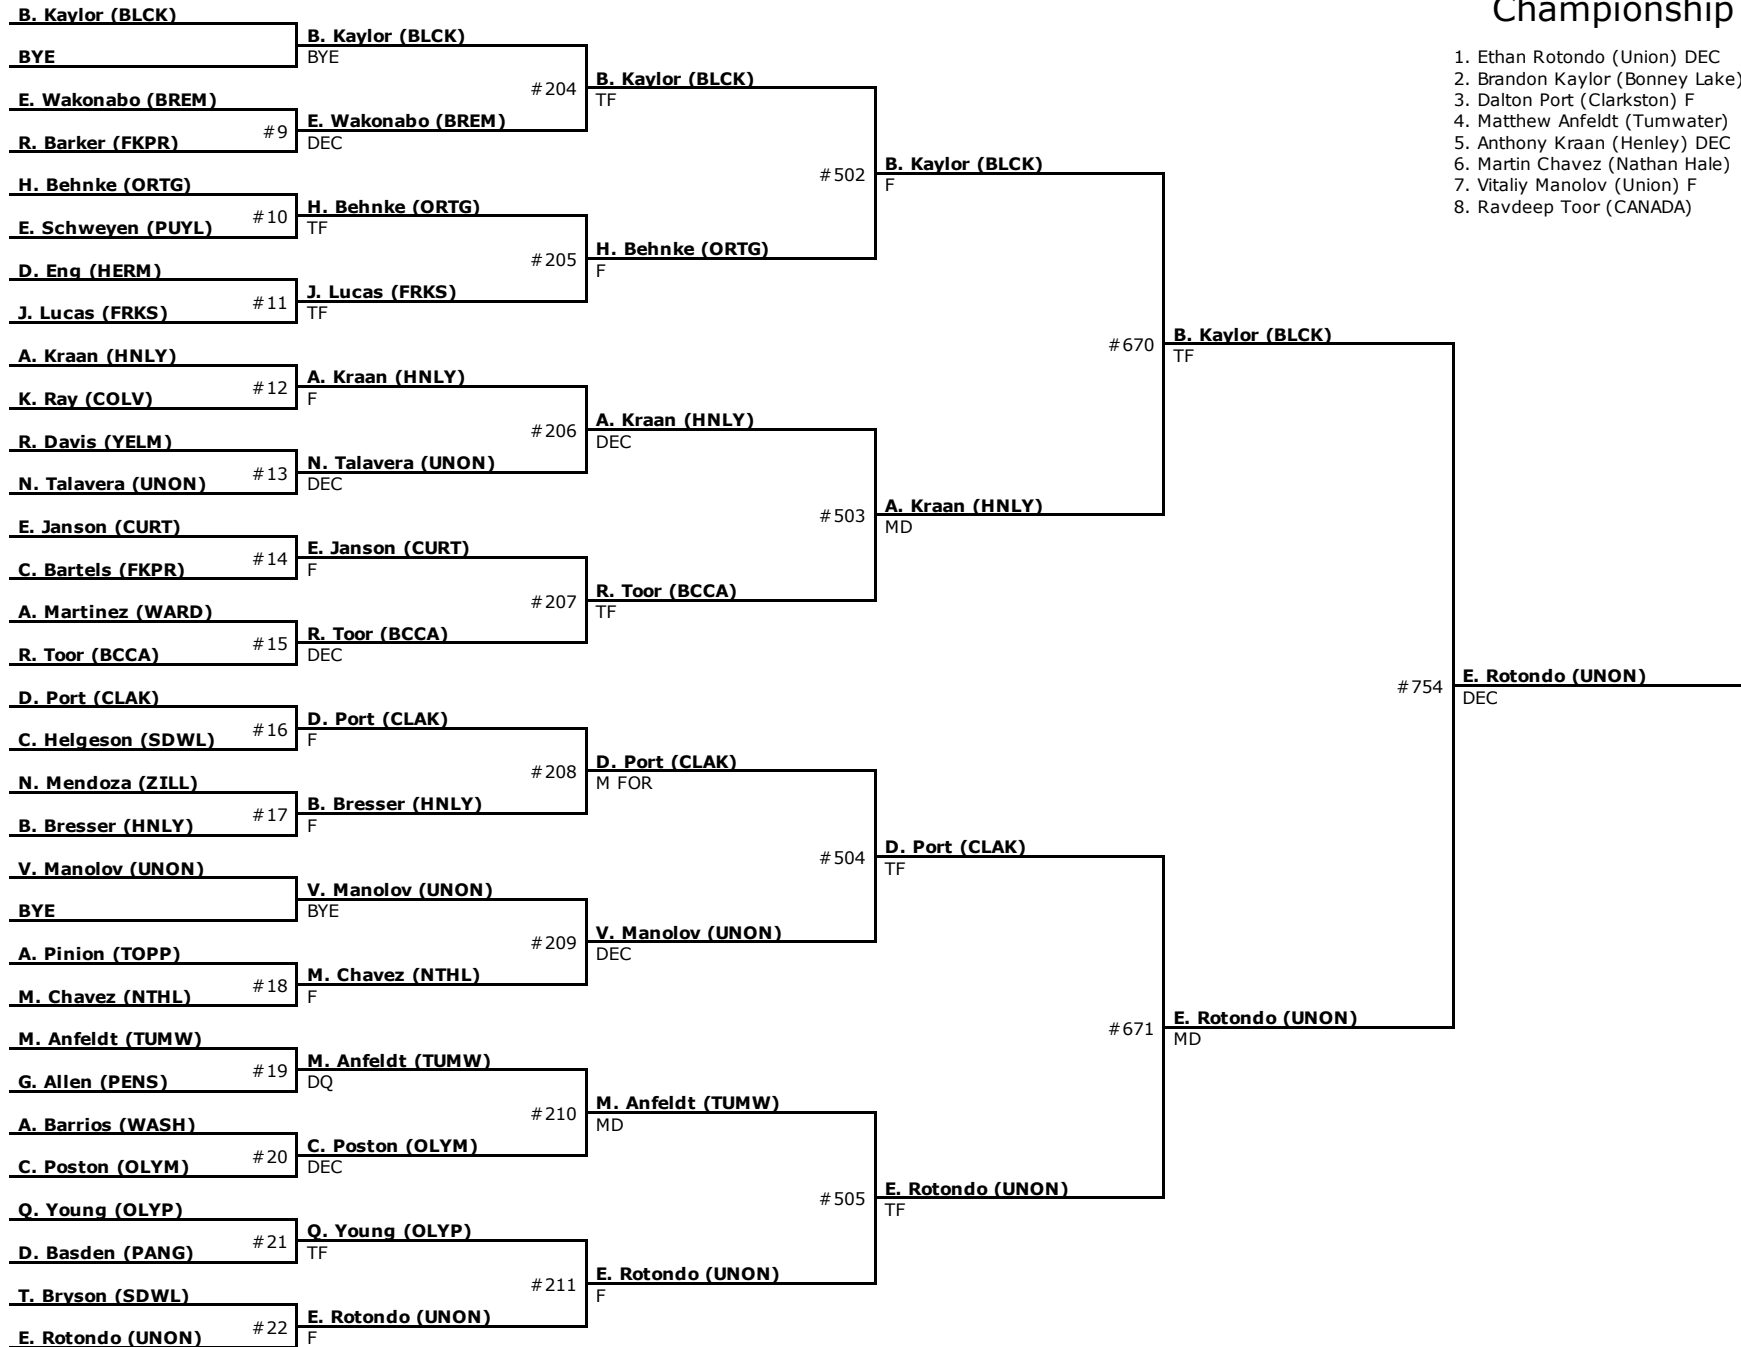 Championship
1. Ethan Rotondo (Union) DEC
2. Brandon Kaylor (Bonney Lake)
3. Dalton Port (Clarkston) F
4. Matthew Anfeldt (Tumwater)
5. Anthony Kraan (Henley) DEC
6. Martin Chavez (Nathan Hale)
7. Vitaliy Manolov (Union) F
8. Ravdeep Toor (CANADA)
B. Kaylor (BLCK)
BYE
E. Wakonabo (BREM)
#9
R. Barker (FKPR)
H. Behnke (ORTG)
#10
E. Schweyen (PUYL)
D. Eng (HERM)
#11
J. Lucas (FRKS)
A. Kraan (HNLY)
#12
K. Ray (COLV)
R. Davis (YELM)
#13
N. Talavera (UNON)
E. Janson (CURT)
#14
C. Bartels (FKPR)
A. Martinez (WARD)
#15
R. Toor (BCCA)
D. Port (CLAK)
#16
C. Helgeson (SDWL)
N. Mendoza (ZILL)
#17
B. Bresser (HNLY)
V. Manolov (UNON)
BYE
A. Pinion (TOPP)
#18
M. Chavez (NTHL)
M. Anfeldt (TUMW)
#19
G. Allen (PENS)
A. Barrios (WASH)
#20
C. Poston (OLYM)
Q. Young (OLYP)
#21
D. Basden (PANG)
T. Bryson (SDWL)
#22
E. Rotondo (UNON)
B. Kaylor (BLCK)
BYE
#204
E. Wakonabo (BREM)
DEC
H. Behnke (ORTG)
TF
#205
J. Lucas (FRKS)
TF
A. Kraan (HNLY)
F
#206
N. Talavera (UNON)
DEC
E. Janson (CURT)
F
#207
R. Toor (BCCA)
DEC
D. Port (CLAK)
F
#208
B. Bresser (HNLY)
F
V. Manolov (UNON)
BYE
#209
M. Chavez (NTHL)
F
M. Anfeldt (TUMW)
DQ
#210
C. Poston (OLYM)
DEC
Q. Young (OLYP)
TF
#211
E. Rotondo (UNON)
F
B. Kaylor (BLCK)
TF
#502
H. Behnke (ORTG)
F
A. Kraan (HNLY)
DEC
#503
R. Toor (BCCA)
TF
D. Port (CLAK)
M FOR
#504
V. Manolov (UNON)
DEC
M. Anfeldt (TUMW)
MD
#505
E. Rotondo (UNON)
F
B. Kaylor (BLCK)
F
#670
A. Kraan (HNLY)
MD
D. Port (CLAK)
TF
#671
E. Rotondo (UNON)
TF
B. Kaylor (BLCK)
TF
#754
E. Rotondo (UNON)
MD
E. Rotondo (UNON)
DEC